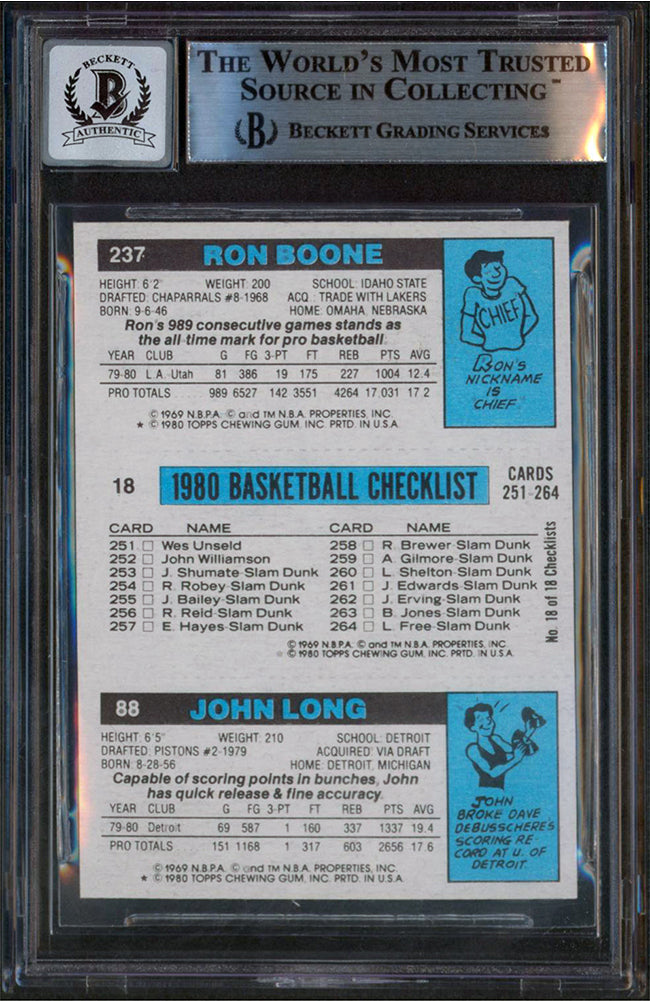 BECKETT
B
AUTHENTIC
THE WORLD'S MOST TRUSTED
SOURCE IN COLLECTING™
B BECKETT GRADING SERVICES
237 RON BOONE
HEIGHT: 6'2" WEIGHT: 200 SCHOOL: IDAHO STATE
DRAFTED: CHAPARRALS #8-1968 ACQ.: TRADE WITH LAKERS
BORN: 9-6-46 HOME: OMAHA, NEBRASKA
Ron's 989 consecutive games stands as
the all-time mark for pro basketball.
YEAR CLUB G FG 3-PT FT REB PTS AVG
79-80 L.A. Utah 81 386 19 175 227 1004 12.4
PRO TOTALS 989 6527 142 3551 4264 17,031 17.2
© 1969 N.B.P.A. © and TM N.B.A. PROPERTIES, INC.
* © 1980 TOPPS CHEWING GUM, INC. PRTD. IN U.S.A.
CHIEF
RON'S
NICKNAME
IS
CHIEF.
18 1980 BASKETBALL CHECKLIST CARDS
251-264
CARD NAME
251 Wes Unseld
252 John Williamson
253 J. Shumate-Slam Dunk
254 R. Robey-Slam Dunk
255 J. Bailey-Slam Dunk
256 R. Reid-Slam Dunk
257 E. Hayes-Slam Dunk
CARD NAME
258 R. Brewer-Slam Dunk
259 A. Gilmore-Slam Dunk
260 L. Shelton-Slam Dunk
261 J. Edwards-Slam Dunk
262 J. Erving-Slam Dunk
263 B. Jones-Slam Dunk
264 L. Free-Slam Dunk
No. 18 of 18 Checklists
© 1969 N.B.P.A. © and TM N.B.A. PROPERTIES, INC.
* © 1980 TOPPS CHEWING GUM, INC. PRTD. IN U.S.A.
88 JOHN LONG
HEIGHT: 6'5" WEIGHT: 210 SCHOOL: DETROIT
DRAFTED: PISTONS #2-1979 ACQUIRED: VIA DRAFT
BORN: 8-28-56 HOME: DETROIT, MICHIGAN
Capable of scoring points in bunches, John
has quick release & fine accuracy.
YEAR CLUB G FG 3-PT FT REB PTS AVG
79-80 Detroit 69 587 1 160 337 1337 19.4
PRO TOTALS 151 1168 1 317 603 2656 17.6
© 1969 N.B.P.A. © and TM N.B.A. PROPERTIES, INC.
* © 1980 TOPPS CHEWING GUM, INC. PRTD. IN U.S.A.
JOHN
BROKE DAVE
DEBUSSCHERE'S
SCORING RE-
CORD AT U. OF
DETROIT.